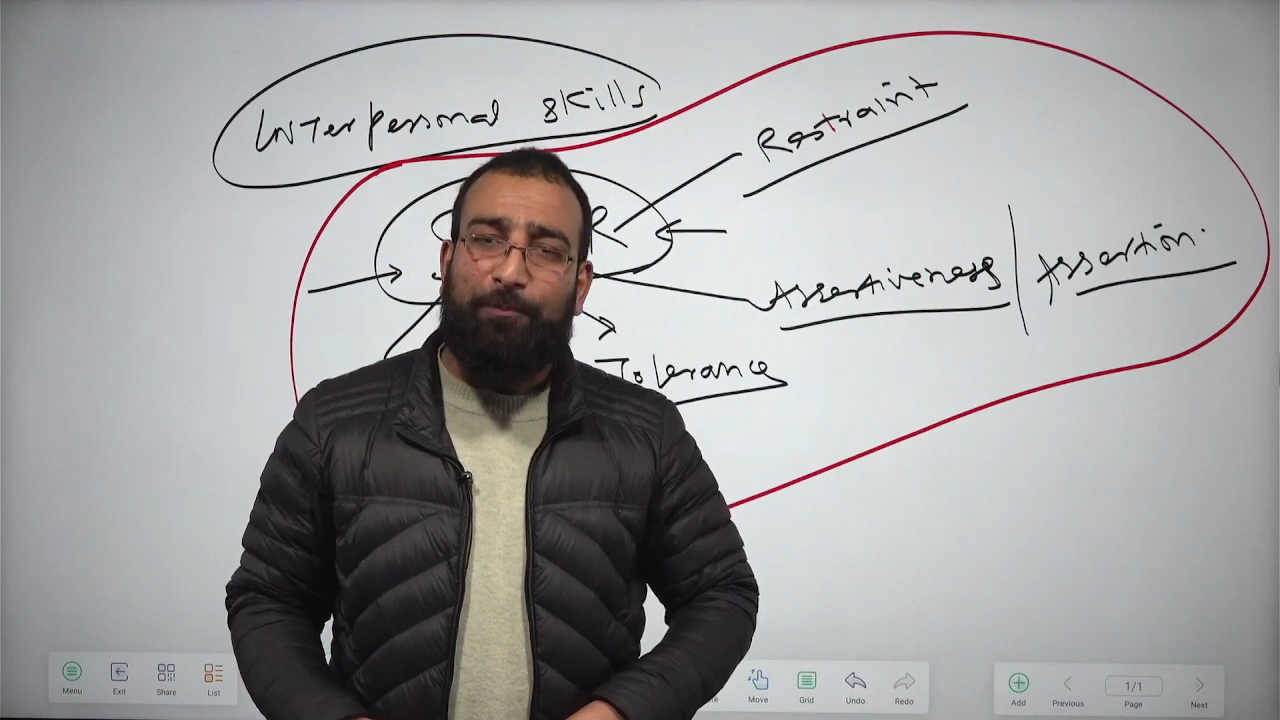 Interpersonal skills
Restraint
Assertiveness | Assertion.
Tolerance
Menu Exit Share List Move Grid Undo Redo Add Previous 1/1 Page Next